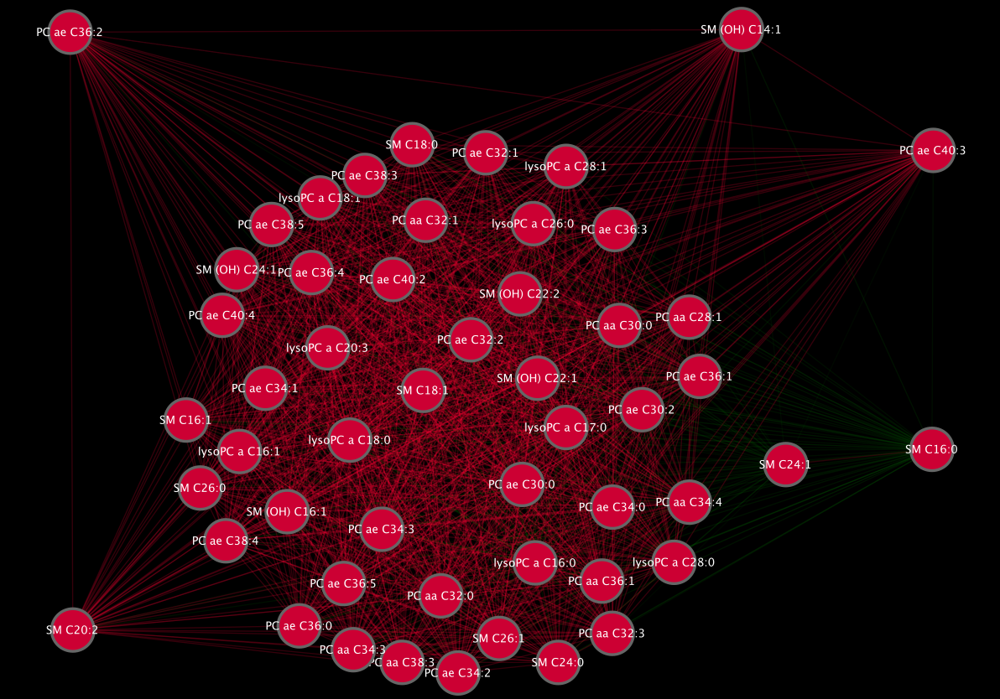 PC ae C36:2
SM (OH) C14:1
SM C18:0
PC ae C32:1
PC ae C40:3
lysoPC a C28:1
PC ae C38:3
lysoPC a C18:1
PC ae C38:5
PC aa C32:1
lysoPC a C26:0
PC ae C36:3
SM (OH) C24:1
PC ae C36:4
PC ae C40:2
SM (OH) C22:2
PC ae C40:4
PC aa C30:0
PC aa C28:1
lysoPC a C20:3
PC ae C32:2
PC ae C34:1
SM C18:1
SM (OH) C22:1
PC ae C36:1
SM C16:1
PC ae C30:2
lysoPC a C18:0
lysoPC a C17:0
lysoPC a C16:1
SM C16:0
SM C24:1
SM C26:0
PC ae C30:0
SM (OH) C16:1
PC ae C34:0
PC aa C34:4
PC ae C38:4
PC ae C34:3
lysoPC a C16:0
lysoPC a C28:0
PC ae C36:5
PC aa C36:1
PC aa C32:0
SM C20:2
PC ae C36:0
SM C26:1
PC aa C32:3
PC aa C34:3
PC aa C38:3
SM C24:0
PC ae C34:2